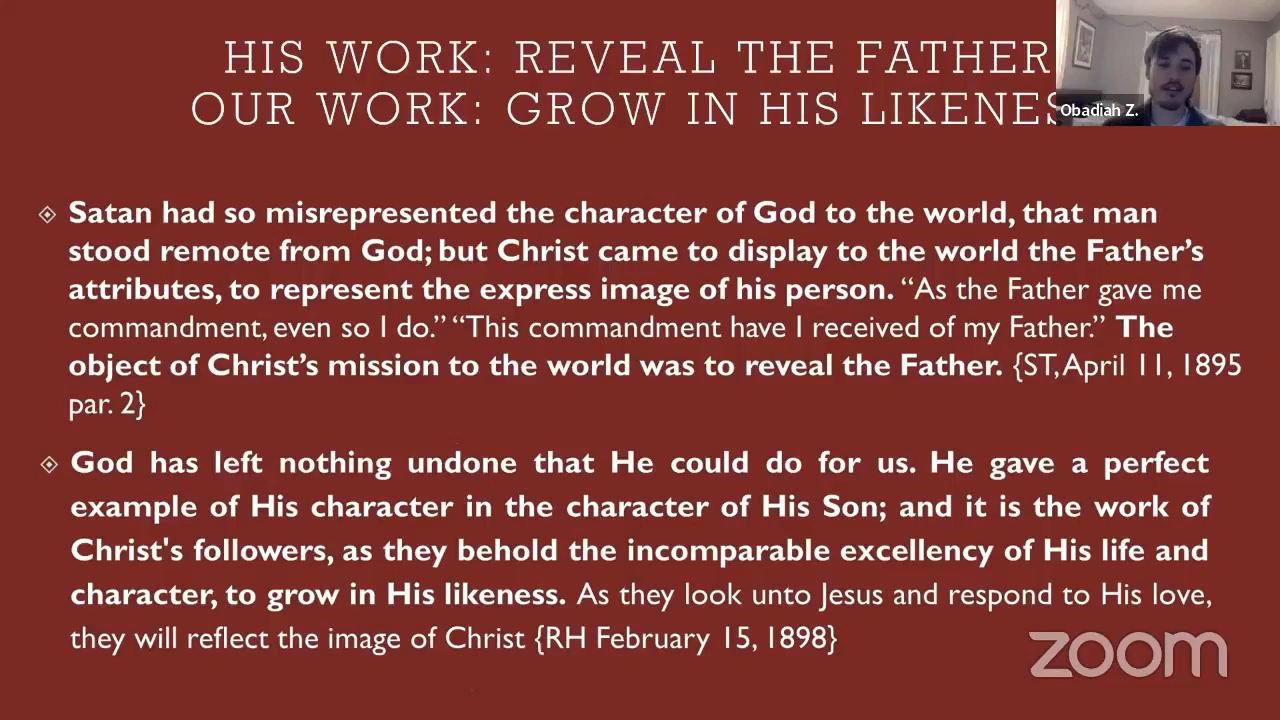 HIS WORK: REVEAL THE FATHER
OUR WORK: GROW IN HIS LIKENES
Obadiah Z.
Satan had so misrepresented the character of God to the world, that man
stood remote from God; but Christ came to display to the world the Father’s
attributes, to represent the express image of his person. “As the Father gave me
commandment, even so I do.” “This commandment have I received of my Father.” The
object of Christ’s mission to the world was to reveal the Father. {ST, April 11, 1895
par. 2}
God has left nothing undone that He could do for us. He gave a perfect
example of His character in the character of His Son; and it is the work of
Christ's followers, as they behold the incomparable excellency of His life and
character, to grow in His likeness. As they look unto Jesus and respond to His love,
they will reflect the image of Christ {RH February 15, 1898}
zoom